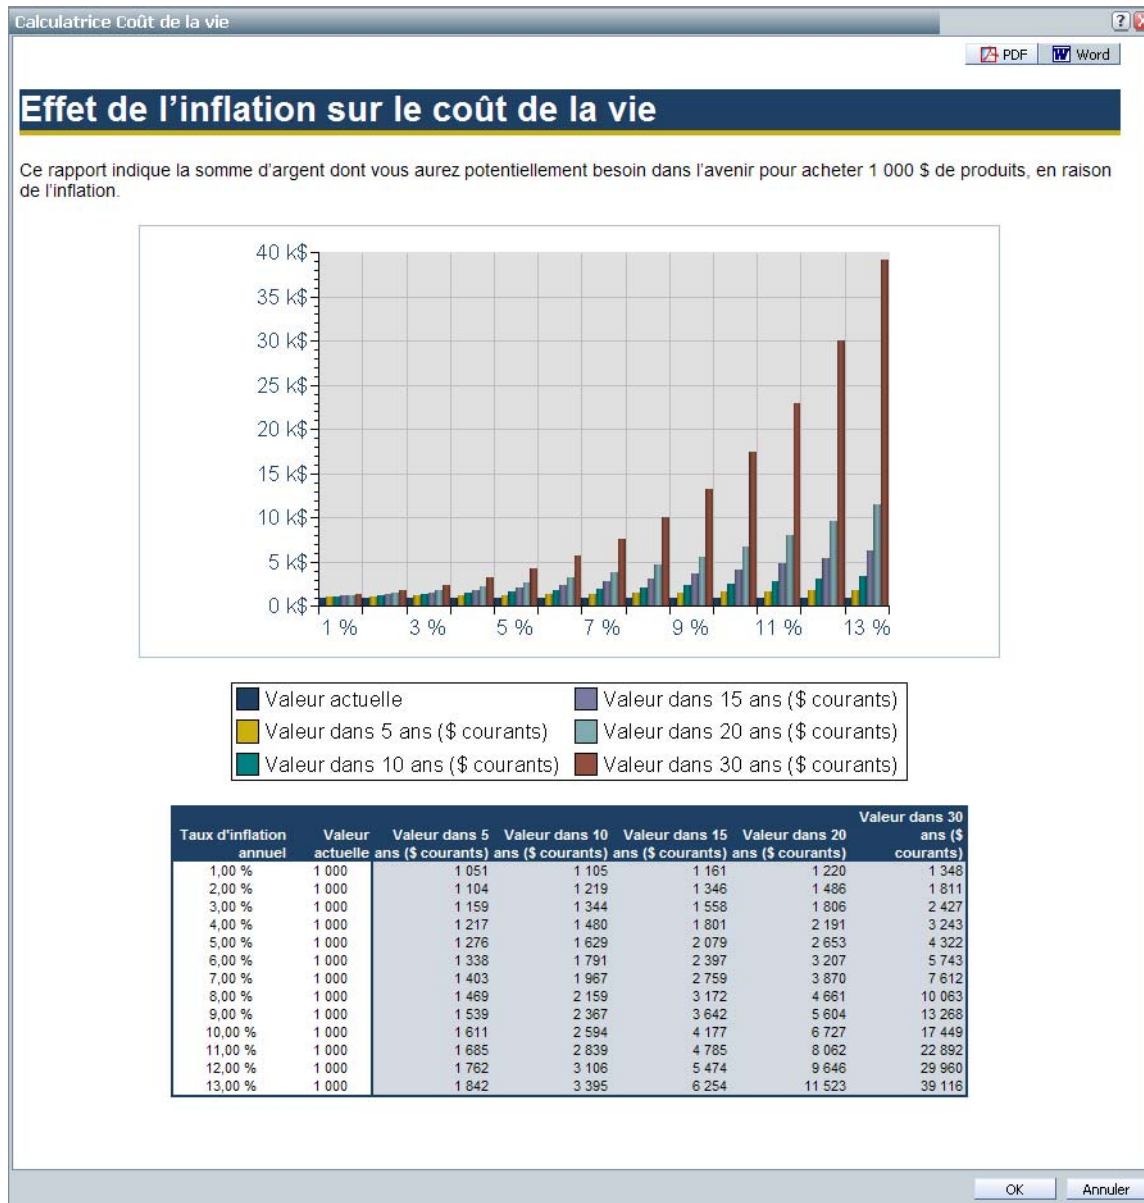 Calculatrice Coût de la vie
PDF Word
Effet de l'inflation sur le coût de la vie
Ce rapport indique la somme d'argent dont vous aurez potentiellement besoin dans l'avenir pour acheter 1 000 $ de produits, en raison
de l'inflation.
40 k$
35 k$
30 k$
25 k$
20 k$
15 k$
10 k$
5 k$
0 k$
1 % 3 % 5 % 7 % 9 % 11 % 13 %
Valeur actuelle Valeur dans 15 ans ($ courants)
Valeur dans 5 ans ($ courants) Valeur dans 20 ans ($ courants)
Valeur dans 10 ans ($ courants) Valeur dans 30 ans ($ courants)
Valeur dans 30
Taux d'inflation Valeur Valeur dans 5 Valeur dans 10 Valeur dans 15 Valeur dans 20 ans ($
annuel actuelle ans ($ courants) ans ($ courants) ans ($ courants) ans ($ courants) courants)
1,00 % 1 000 1 051 1 105 1 161 1 220 1 348
2,00 % 1 000 1 104 1 219 1 346 1 486 1 811
3,00 % 1 000 1 159 1 344 1 558 1 806 2 427
4,00 % 1 000 1 217 1 480 1 801 2 191 3 243
5,00 % 1 000 1 276 1 629 2 079 2 653 4 322
6,00 % 1 000 1 338 1 791 2 397 3 207 5 743
7,00 % 1 000 1 403 1 967 2 759 3 870 7 612
8,00 % 1 000 1 469 2 159 3 172 4 661 10 063
9,00 % 1 000 1 539 2 367 3 642 5 604 13 268
10,00 % 1 000 1 611 2 594 4 177 6 727 17 449
11,00 % 1 000 1 685 2 839 4 785 8 062 22 892
12,00 % 1 000 1 762 3 106 5 474 9 646 29 960
13,00 % 1 000 1 842 3 395 6 254 11 523 39 116
OK Annuler